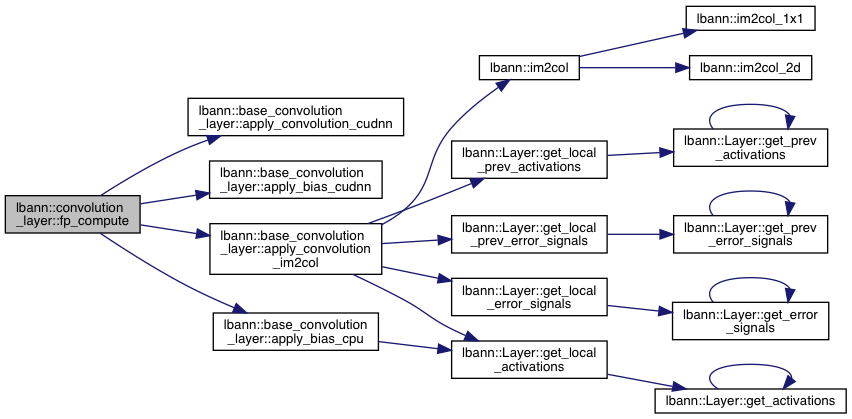 lbann::convolution
_layer::fp_compute
lbann::base_convolution
_layer::apply_convolution_cudnn
lbann::base_convolution
_layer::apply_bias_cudnn
lbann::base_convolution
_layer::apply_convolution
_im2col
lbann::base_convolution
_layer::apply_bias_cpu
lbann::im2col
lbann::Layer::get_local
_prev_activations
lbann::Layer::get_local
_prev_error_signals
lbann::Layer::get_local
_error_signals
lbann::Layer::get_local
_activations
lbann::im2col_1x1
lbann::im2col_2d
lbann::Layer::get_prev
_activations
lbann::Layer::get_prev
_error_signals
lbann::Layer::get_error
_signals
lbann::Layer::get_activations